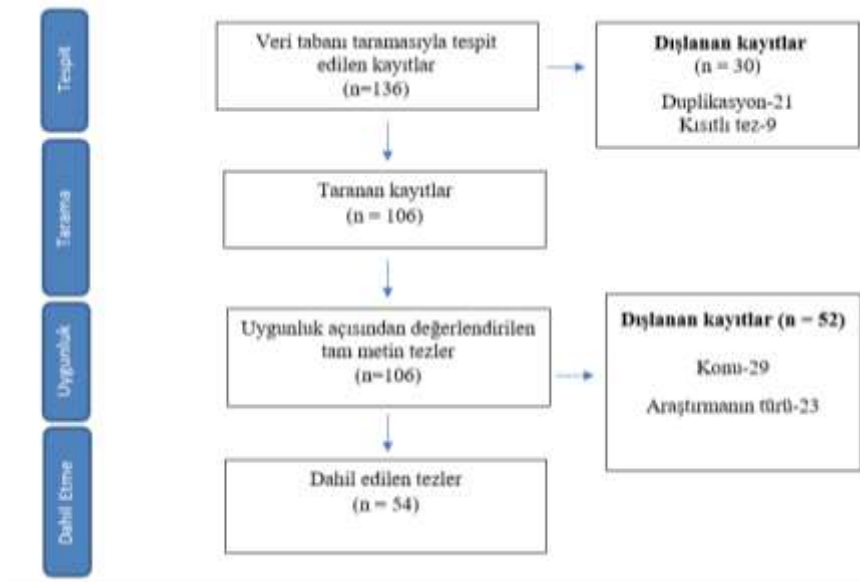 Tespit
Veri tabanı taramasıyla tespit
edilen kayıtlar
(n=136)
Dışlanan kayıtlar
(n = 30)
Duplikasyon-21
Kısıtlı tez-9
Tarama
Taranan kayıtlar
(n = 106)
Uygunluk
Uygunluk açısından değerlendirilen
tam metin tezler
(n=106)
Dışlanan kayıtlar (n = 52)
Konu-29
Araştırmanın türü-23
Dahil Etme
Dahil edilen tezler
(n = 54)